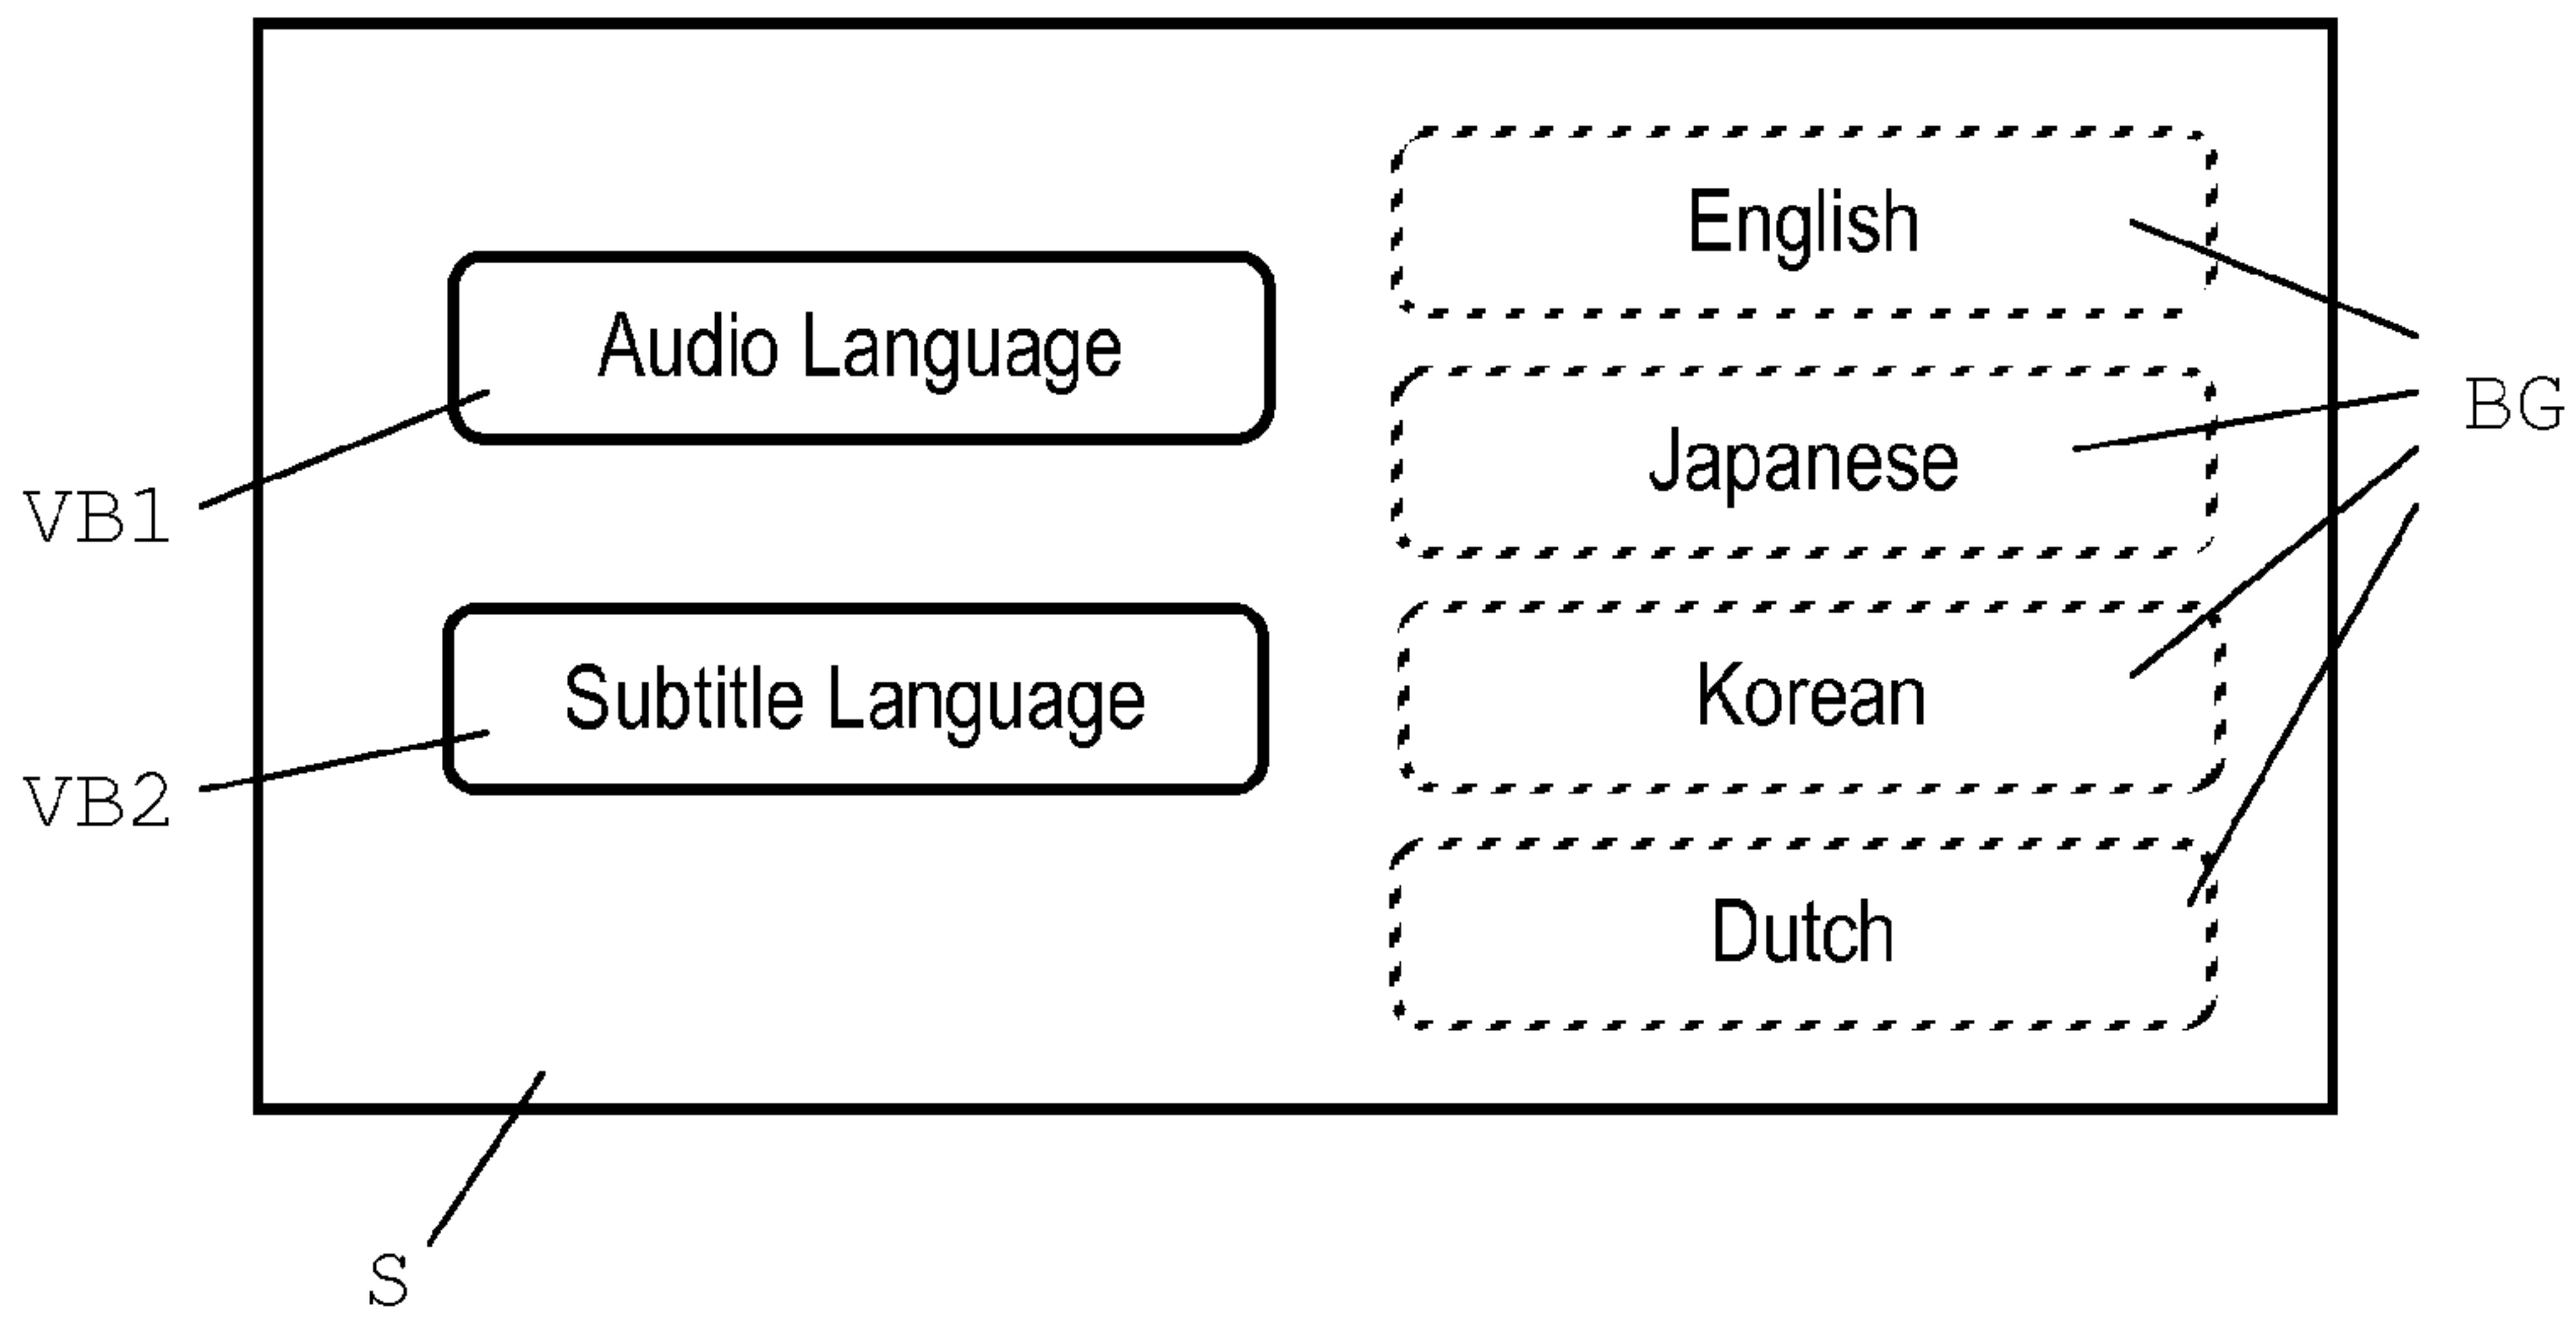 English
Audio Language
BG
Japanese
VB1
Subtitle Language
Korean
VB2
Dutch
S